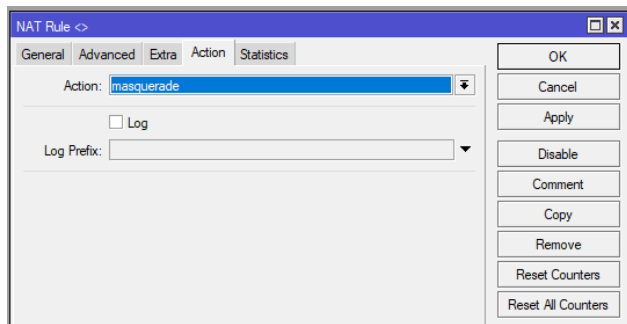 NAT Rule <>
General Advanced Extra Action Statistics
Action: masquerade
Log
Log Prefix:
OK
Cancel
Apply
Disable
Comment
Copy
Remove
Reset Counters
Reset All Counters